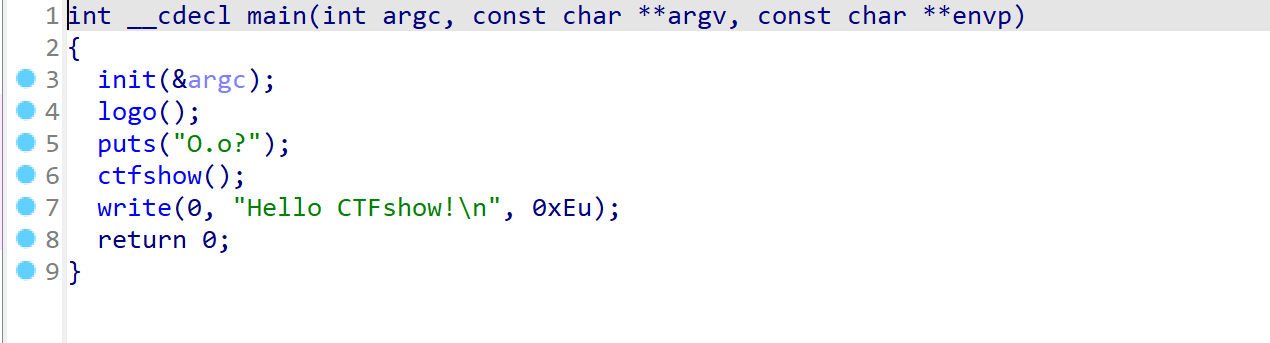 1 int __cdecl main(int argc, const char **argv, const char **envp)
2 {
3   init(&argc);
4   logo();
5   puts("O.o?");
6   ctfshow();
7   write(0, "Hello CTFshow!\n", 0xEu);
8   return 0;
9 }